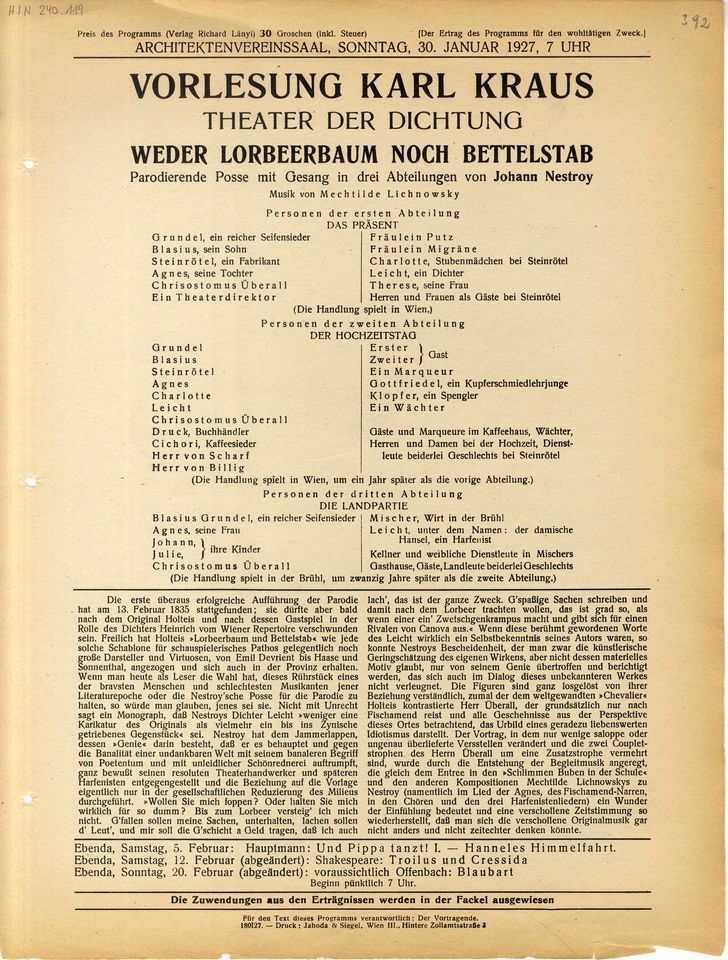 HIN. 240.119
392
Preis des Programms (Verlag Richard Lányi) 30 Groschen (inkl. Steuer) [Der Ertrag des Programms für den wohltätigen Zweck.]
ARCHITEKTENVEREINSSAAL, SONNTAG, 30. JANUAR 1927, 7 UHR
VORLESUNG KARL KRAUS
THEATER DER DICHTUNG
WEDER LORBEERBAUM NOCH BETTELSTAB
Parodierende Posse mit Gesang in drei Abteilungen von Johann Nestroy
Musik von Mechtilde Lichnowsky
Personen der ersten Abteilung
DAS PRÄSENT
Grundel, ein reicher Seifensieder
Blasius, sein Sohn
Steinrötel, ein Fabrikant
Agnes, seine Tochter
Chrisostomus Überall
Ein Theaterdirektor
Fräulein Putz
Fräulein Migräne
Charlotte, Stubenmädchen bei Steinrötel
Leicht, ein Dichter
Therese, seine Frau
Herren und Frauen als Gäste bei Steinrötel
(Die Handlung spielt in Wien.)
Personen der zweiten Abteilung
DER HOCHZEITSTAG
Grundel
Blasius
Steinrötel
Agnes
Charlotte
Leicht
Chrisostomus Überall
Druck, Buchhändler
Cichori, Kaffeesieder
Herr von Scharf
Herr von Billig
Erster } Gast
Zweiter
Ein Marqueur
Gottfriedel, ein Kupferschmiedlehrjunge
Klopfer, ein Spengler
Ein Wächter
Gäste und Marqueure im Kaffeehaus, Wächter,
Herren und Damen bei der Hochzeit, Dienst-
leute beiderlei Geschlechts bei Steinrötel
(Die Handlung spielt in Wien, um ein Jahr später als die vorige Abteilung.)
Personen der dritten Abteilung
DIE LANDPARTIE
Blasius Grundel, ein reicher Seifensieder
Agnes, seine Frau
Johann, } ihre Kinder
Julie,
Chrisostomus Überall
Mischer, Wirt in der Brühl
Leicht, unter dem Namen: der damische
Hansel, ein Harfenist
Kellner und weibliche Dienstleute in Mischers
Gasthause, Gäste, Landleute beiderlei Geschlechts
(Die Handlung spielt in der Brühl, um zwanzig Jahre später als die zweite Abteilung.)
Die erste überaus erfolgreiche Aufführung der Parodie
hat am 13. Februar 1835 stattgefunden; sie dürfte aber bald
nach dem Original Holteis und nach dessen Gastspiel in der
Rolle des Dichters Heinrich vom Wiener Repertoire verschwunden
sein. Freilich hat Holteis »Lorbeerbaum und Bettelstab« wie jede
solche Schablone für schauspielerisches Pathos gelegentlich noch
große Darsteller und Virtuosen, von Emil Devrient bis Haase und
Sonnenthal, angezogen und sich auch in der Provinz erhalten.
Wenn man heute als Leser die Wahl hat, dieses Rührstück eines
der bravsten Menschen und schlechtesten Musikanten jener
Literaturepoche oder die Nestroy'sche Posse für die Parodie zu
halten, so würde man glauben, jenes sei sie. Nicht mit Unrecht
sagt ein Monograph, daß Nestroys Dichter Leicht »weniger eine
Karikatur des Originals als vielmehr ein bis ins Zynische
getriebenes Gegenstück« sei. Nestroy hat dem Jammerlappen,
dessen »Genie« darin besteht, daß er es behauptet und gegen
die Banalität einer undankbaren Welt mit seinem banaleren Begriff
von Poetentum und mit unleidlicher Schönrednerei auftrumpft,
ganz bewußt seinen resoluten Theaterhandwerker und späteren
Harfenisten entgegengestellt und die Beziehung auf die Vorlage
eigentlich nur in der gesellschaftlichen Reduzierung des Milieus
durchgeführt. »Wollen Sie mich foppen? Oder halten Sie mich
wirklich für so dumm? Bis zum Lorbeer versteig' ich mich
nicht. G'fallen sollen meine Sachen, unterhalten, lachen sollen
d' Leut', und mir soll die G'schicht a Geld tragen, daß ich auch
lach', das ist der ganze Zweck. G'spaßige Sachen schreiben und
damit nach dem Lorbeer trachten wollen, das ist grad so, als
wenn einer ein' Zwetschgenkrampus macht und gibt sich für einen
Rivalen von Canova aus.« Wenn diese berühmt gewordenen Worte
des Leicht wirklich ein Selbstbekenntnis seines Autors waren, so
konnte Nestroys Bescheidenheit, der man zwar die künstlerische
Geringschätzung des eigenen Wirkens, aber nicht dessen materielles
Motiv glaubt, nur von seinem Genie übertroffen und berichtigt
werden, das sich auch im Dialog dieses unbekannteren Werkes
nicht verleugnet. Die Figuren sind ganz losgelöst von ihrer
Beziehung verständlich, zumal der dem weltgewandten »Chevalier«
Holteis kontrastierte Herr Überall, der grundsätzlich nur nach
Fischamend reist und alle Geschehnisse aus der Perspektive
dieses Ortes betrachtend, das Urbild eines geradezu liebenswerten
Idiotismus darstellt. Der Vortrag, in dem nur wenige saloppe oder
ungenau überlieferte Versstellen verändert und die zwei Couplet-
strophen des Herrn Überall um eine Zusatzstrophe vermehrt
sind, wurde durch die Entstehung der Begleitmusik angeregt,
die gleich dem Entree in den »Schlimmen Buben in der Schule«
und den anderen Kompositionen Mechtilde Lichnowskys zu
Nestroy (namentlich im Lied der Agnes, des Fischamend-Narren,
in den Chören und den drei Harfenistenliedern) ein Wunder
der Einfühlung bedeutet und eine verschollene Zeitstimmung so
wiederherstellt, daß man sich die verschollene Originalmusik gar
nicht anders und nicht zeitechter denken könnte.
Ebenda, Samstag, 5. Februar: Hauptmann: Und Pippa tanzt! I. — Hanneles Himmelfahrt.
Ebenda, Samstag, 12. Februar (abgeändert): Shakespeare: Troilus und Cressida
Ebenda, Sonntag, 20. Februar (abgeändert): voraussichtlich Offenbach: Blaubart
Beginn pünktlich 7 Uhr.
Die Zuwendungen aus den Erträgnissen werden in der Fackel ausgewiesen
Für den Text dieses Programms verantwortlich: Der Vortragende.
180I27. — Druck: Jahoda & Siegel, Wien III., Hintere Zollamtsstraße 3